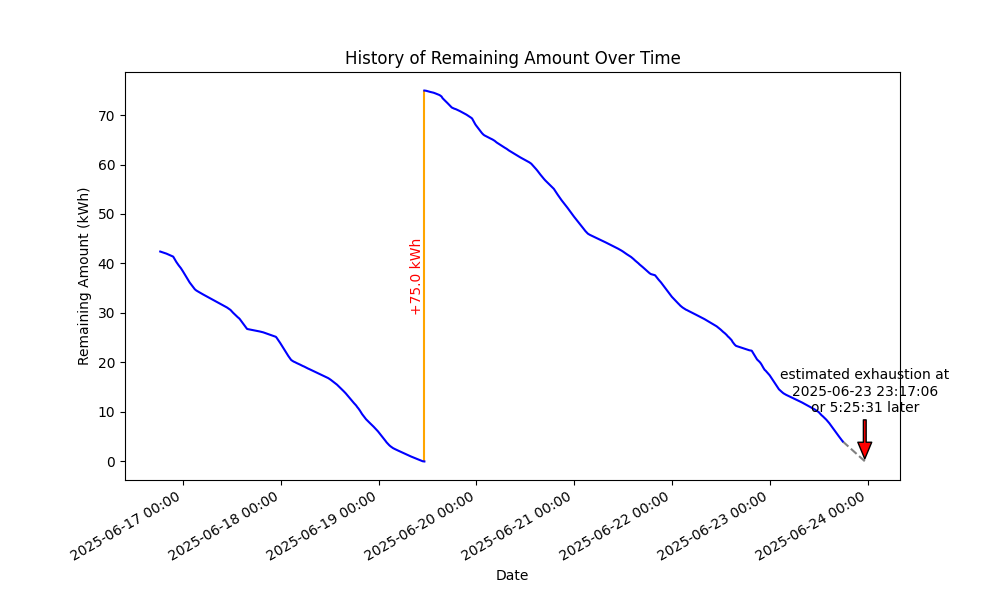 History of Remaining Amount Over Time
Remaining Amount (kWh)
70
60
50
40
30
20
10
0
+75.0 kWh
estimated exhaustion at
2025-06-23 23:17:06
or 5:25:31 later
2025-06-17 00:00
2025-06-18 00:00
2025-06-19 00:00
2025-06-20 00:00
2025-06-21 00:00
2025-06-22 00:00
2025-06-23 00:00
2025-06-24 00:00
Date